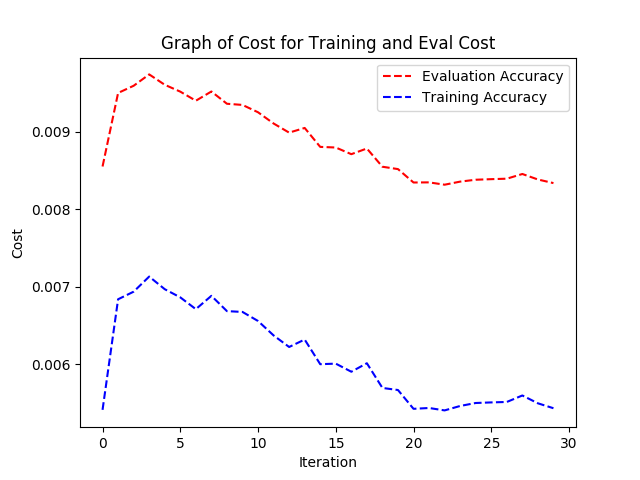 Graph of Cost for Training and Eval Cost
Evaluation Accuracy
Training Accuracy
0.009
0.008
0.007
0.006
Cost
0 5 10 15 20 25 30
Iteration